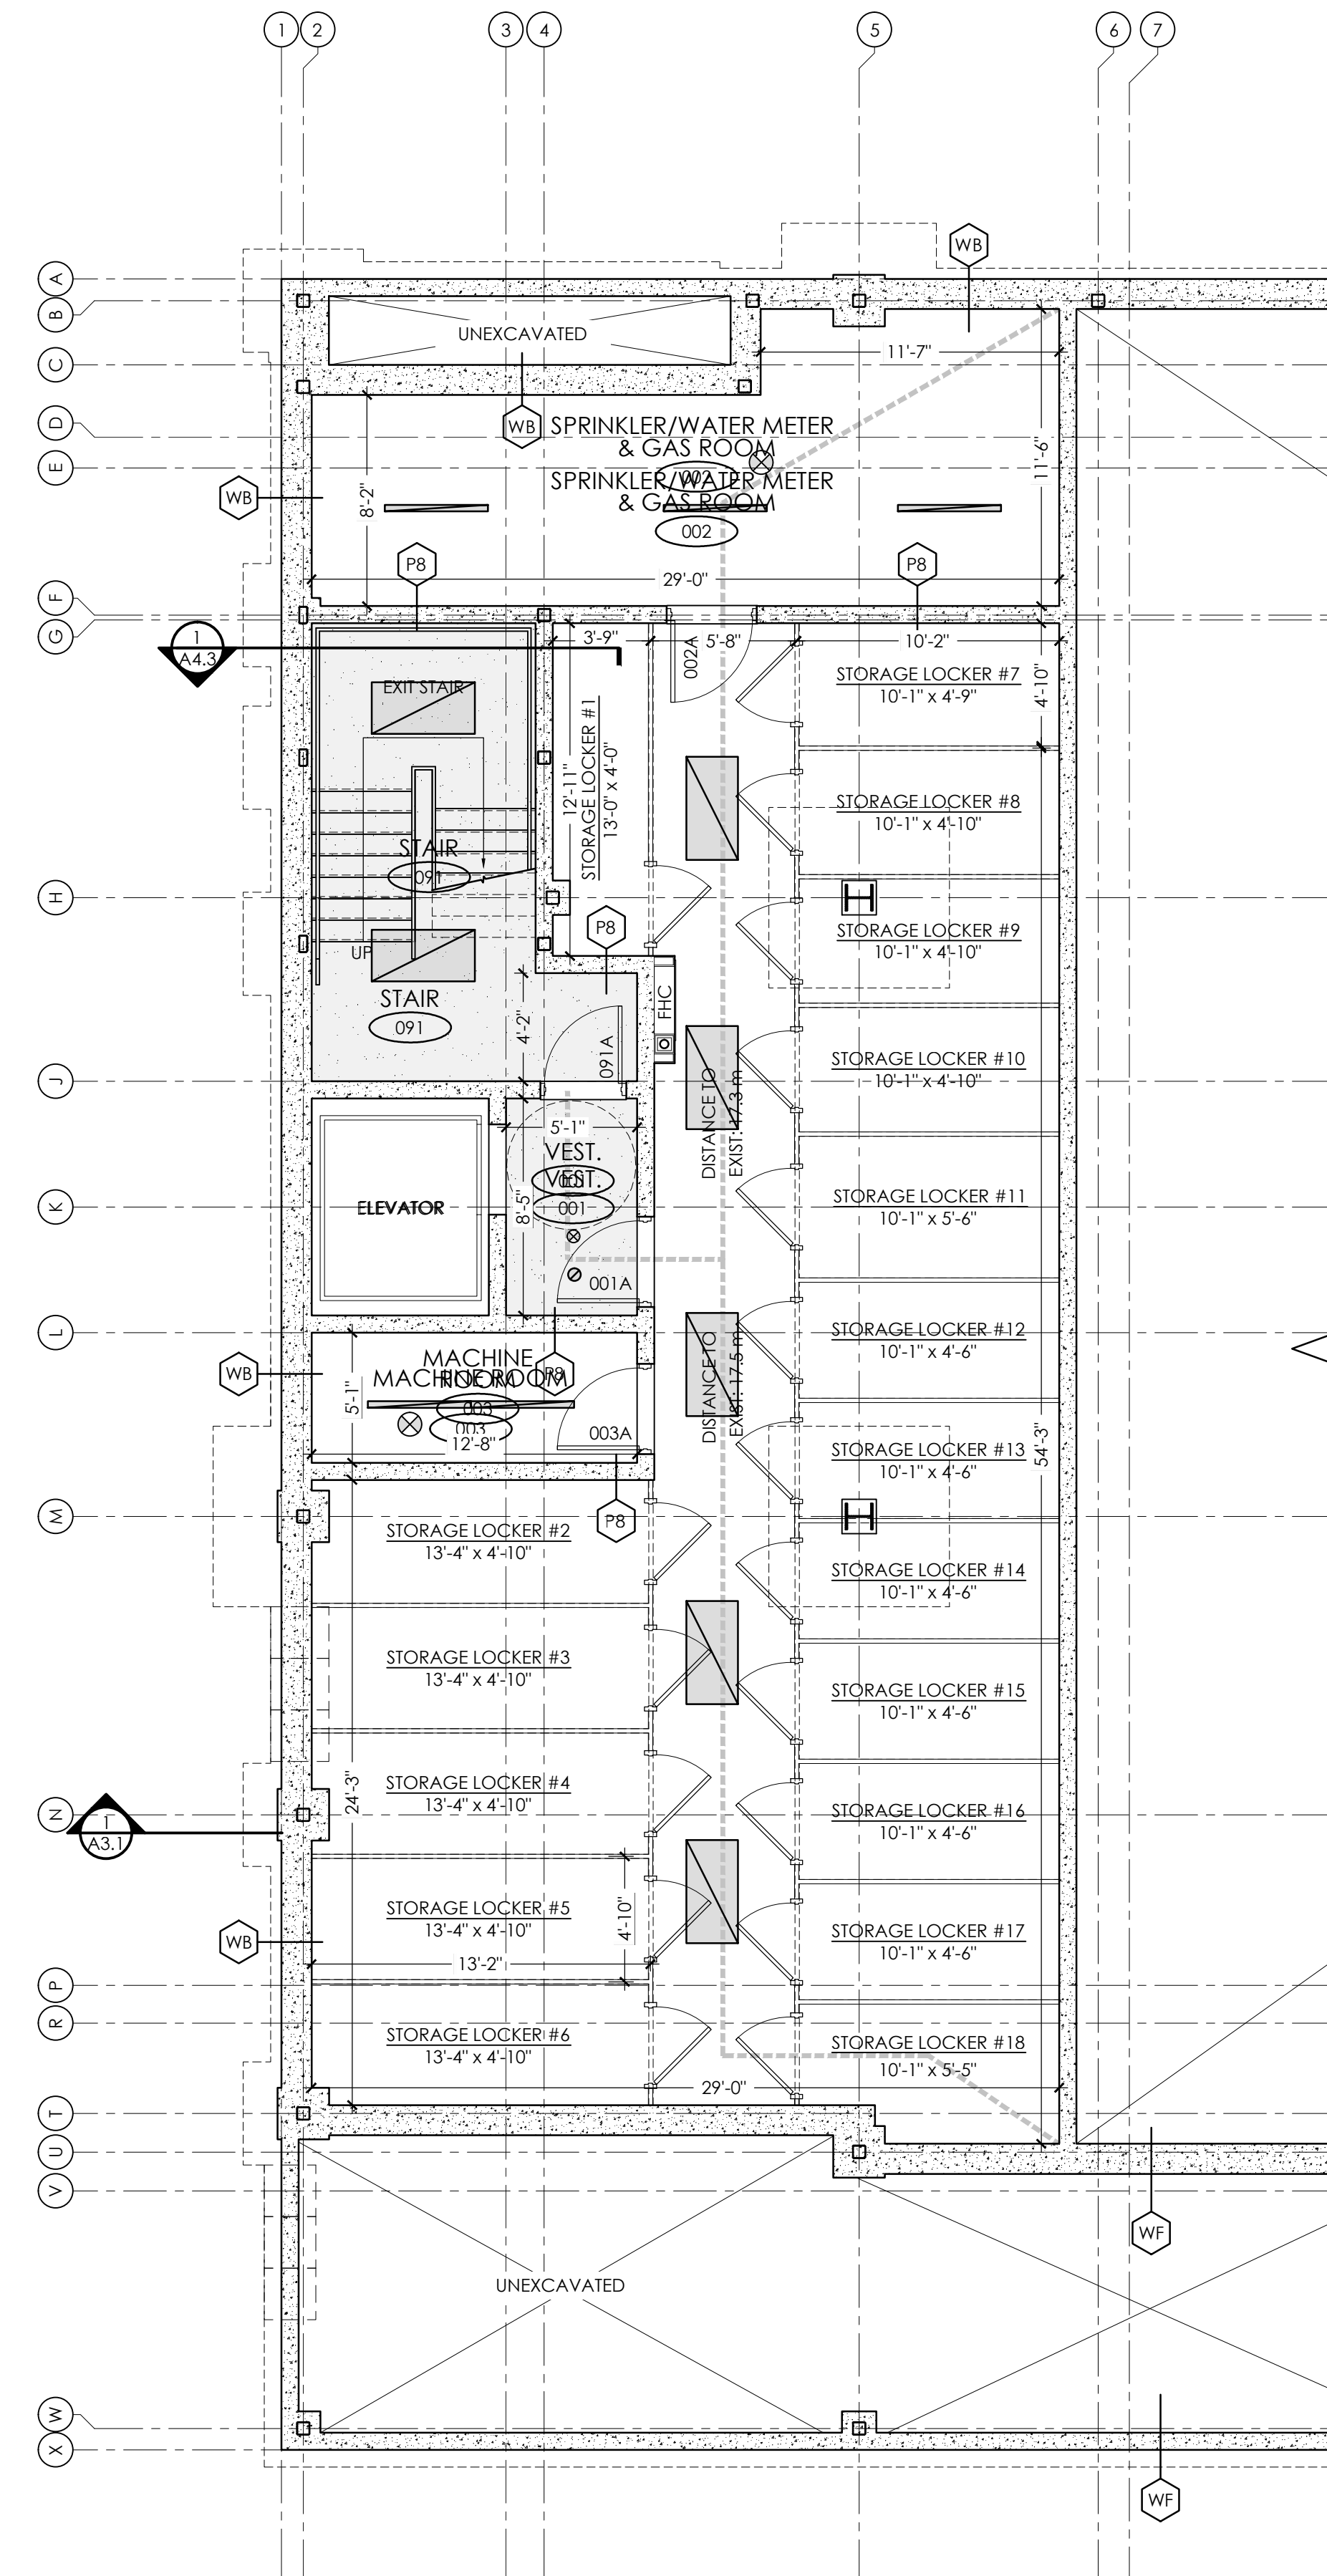 1
2
3
4
5
6
7
A
B
C
D
E
F
G
H
J
K
L
M
N
P
R
T
U
V
W
X
WB
UNEXCAVATED
11'-7"
WB
SPRINKLER/WATER METER
& GAS ROOM
002
SPRINKLER/WATER METER
& GAS ROOM
002
11'-6"
8'-2"
WB
P8
P8
29'-0"
1
A4.3
3'-9"
5'-8"
10'-2"
002A
EXIT STAIR
STORAGE LOCKER #1
13'-0" x 4'-0"
12'-11"
STORAGE LOCKER #7
10'-1" x 4'-9"
4'-10"
STORAGE LOCKER #8
10'-1" x 4'-10"
STAIR
091
UP
P8
STORAGE LOCKER #9
10'-1" x 4'-10"
STAIR
091
4'-2"
FHC
091A
STORAGE LOCKER #10
10'-1" x 4'-10"
DISTANCE TO
EXIST: 17.3 m
5'-1"
VEST.
VEST.
001
001
8'-5"
ELEVATOR
STORAGE LOCKER #11
10'-1" x 5'-6"
001A
STORAGE LOCKER #12
10'-1" x 4'-6"
DISTANCE TO
EXIST: 17.5 m
WB
MACHINE
ROOM
MACHINE ROOM
P8
003
003
5'-1"
12'-8"
003A
STORAGE LOCKER #13
10'-1" x 4'-6"
54'-3"
P8
STORAGE LOCKER #2
13'-4" x 4'-10"
STORAGE LOCKER #14
10'-1" x 4'-6"
STORAGE LOCKER #3
13'-4" x 4'-10"
STORAGE LOCKER #15
10'-1" x 4'-6"
24'-3"
STORAGE LOCKER #4
13'-4" x 4'-10"
STORAGE LOCKER #16
10'-1" x 4'-6"
1
A3.1
STORAGE LOCKER #5
13'-4" x 4'-10"
4'-10"
STORAGE LOCKER #17
10'-1" x 4'-6"
WB
13'-2"
STORAGE LOCKER #6
13'-4" x 4'-10"
STORAGE LOCKER #18
10'-1" x 5'-5"
29'-0"
WF
UNEXCAVATED
WF